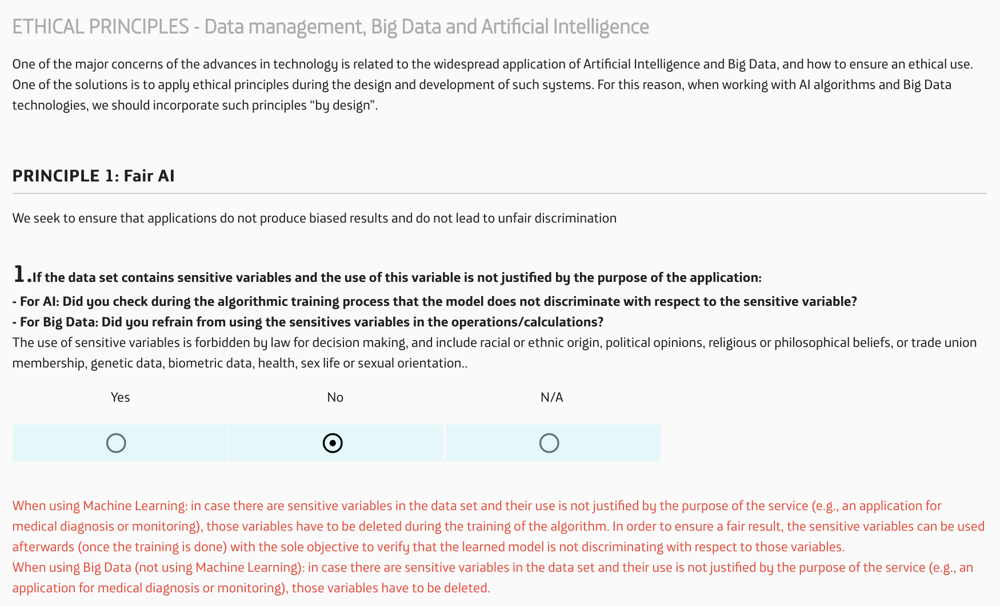 ETHICAL PRINCIPLES - Data management, Big Data and Artificial Intelligence
One of the major concerns of the advances in technology is related to the widespread application of Artificial Intelligence and Big Data, and how to ensure an ethical use.
One of the solutions is to apply ethical principles during the design and development of such systems. For this reason, when working with AI algorithms and Big Data
technologies, we should incorporate such principles “by design”.
PRINCIPLE 1: Fair AI
We seek to ensure that applications do not produce biased results and do not lead to unfair discrimination
1.If the data set contains sensitive variables and the use of this variable is not justified by the purpose of the application:
- For AI: Did you check during the algorithmic training process that the model does not discriminate with respect to the sensitive variable?
- For Big Data: Did you refrain from using the sensitives variables in the operations/calculations?
The use of sensitive variables is forbidden by law for decision making, and include racial or ethnic origin, political opinions, religious or philosophical beliefs, or trade union
membership, genetic data, biometric data, health, sex life or sexual orientation..
Yes No N/A
When using Machine Learning: in case there are sensitive variables in the data set and their use is not justified by the purpose of the service (e.g., an application for
medical diagnosis or monitoring), those variables have to be deleted during the training of the algorithm. In order to ensure a fair result, the sensitive variables can be used
afterwards (once the training is done) with the sole objective to verify that the learned model is not discriminating with respect to those variables.
When using Big Data (not using Machine Learning): in case there are sensitive variables in the data set and their use is not justified by the purpose of the service (e.g., an
application for medical diagnosis or monitoring), those variables have to be deleted.